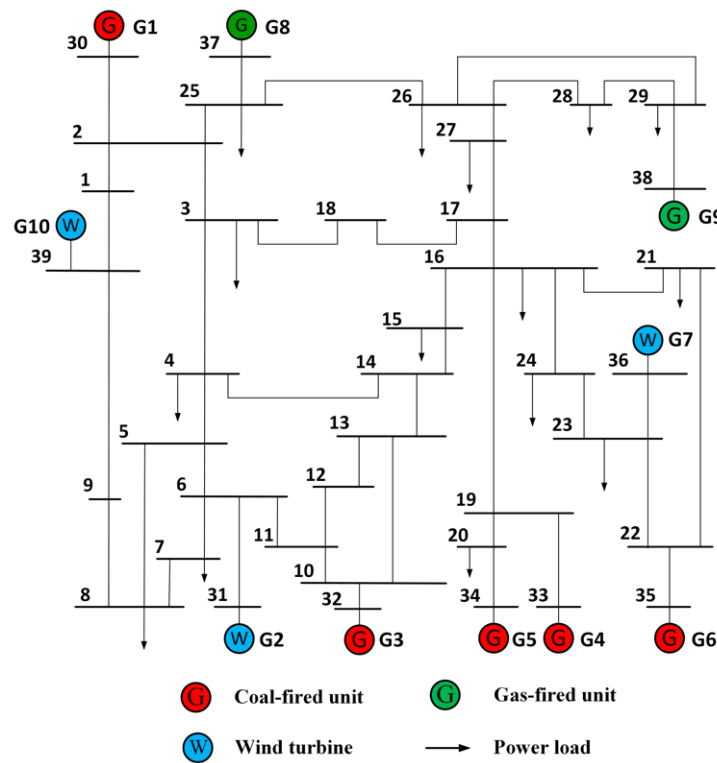 G G1 G G8
30 37
25 26 28 29
2 27
1 38
3 18 17 G G9
G10 W
39 16 21
15 W G7
4 14 24 36
5 13 23
9 6 12 19
11 20 22
7 10
8 31 32 34 33 35
W G2 G G3 G G5 G G4 G G6
G Coal-fired unit G Gas-fired unit
W Wind turbine Power load